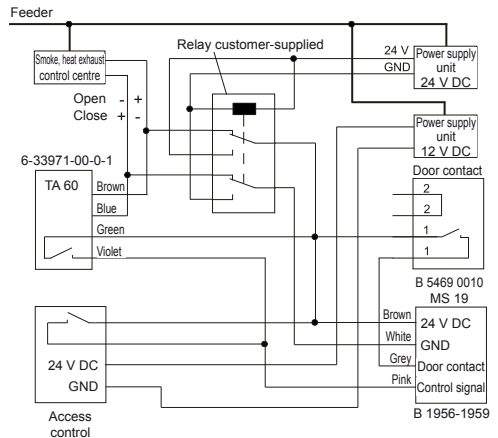 Feeder
Relay customer-supplied
Smoke, heat exhaust
control centre
24 V
GND
Power supply
unit
24 V DC
Open - +
Close + -
Power supply
unit
12 V DC
6-33971-00-0-1
TA 60
Brown
Blue
Green
Violet
Door contact
2
2
1
1
B 5469 0010
MS 19
Brown
White
Grey
Pink
24 V DC
GND
Door contact
Control signal
B 1956-1959
24 V DC
GND
Access
control